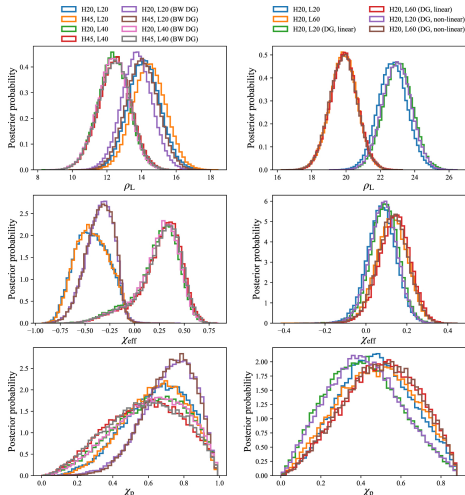 H20, L20
H45, L20
H20, L40
H45, L40
H20, L20 (BW DG)
H45, L20 (BW DG)
H20, L40 (BW DG)
H45, L40 (BW DG)
H20, L20
H20, L60
H20, L20 (DG, linear)
H20, L60 (DG, linear)
H20, L20 (DG, non-linear)
H20, L60 (DG, non-linear)
Posterior probability
0.4
0.3
0.2
0.1
0.0
8 10 12 14 16 18
ρL
Posterior probability
0.5
0.4
0.3
0.2
0.1
0.0
16 18 20 22 24 26
ρL
Posterior probability
2.5
2.0
1.5
1.0
0.5
0.0
−1.00 −0.75 −0.50 −0.25 0.00 0.25 0.50 0.75
χeff
Posterior probability
6
5
4
3
2
1
0
−0.4 −0.2 0.0 0.2 0.4
χeff
Posterior probability
2.5
2.0
1.5
1.0
0.5
0.0
0.0 0.2 0.4 0.6 0.8 1.0
χp
Posterior probability
2.00
1.75
1.50
1.25
1.00
0.75
0.50
0.25
0.00
0.0 0.2 0.4 0.6 0.8
χp